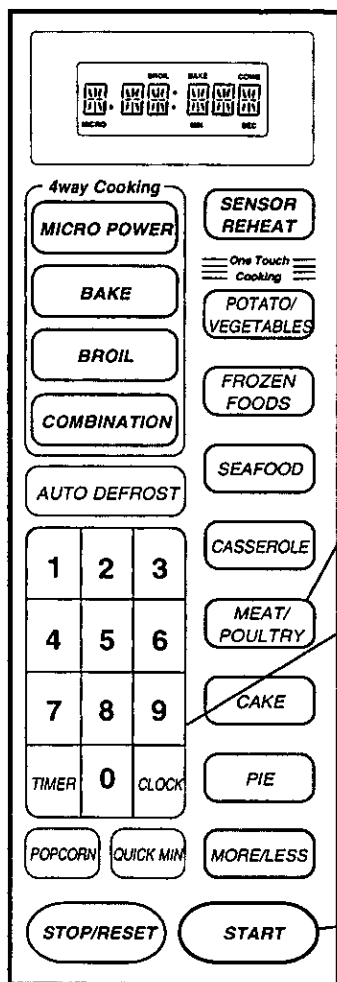 BROIL BAKE COMB
MICRO MIN SEC
4way Cooking
MICRO POWER
BAKE
BROIL
COMBINATION
AUTO DEFROST
1 2 3
4 5 6
7 8 9
TIMER 0 CLOCK
POPCORN QUICK MIN
STOP/RESET
SENSOR
REHEAT
One Touch
Cooking
POTATO/
VEGETABLES
FROZEN
FOODS
SEAFOOD
CASSEROLE
MEAT/
POULTRY
CAKE
PIE
MORE/LESS
START